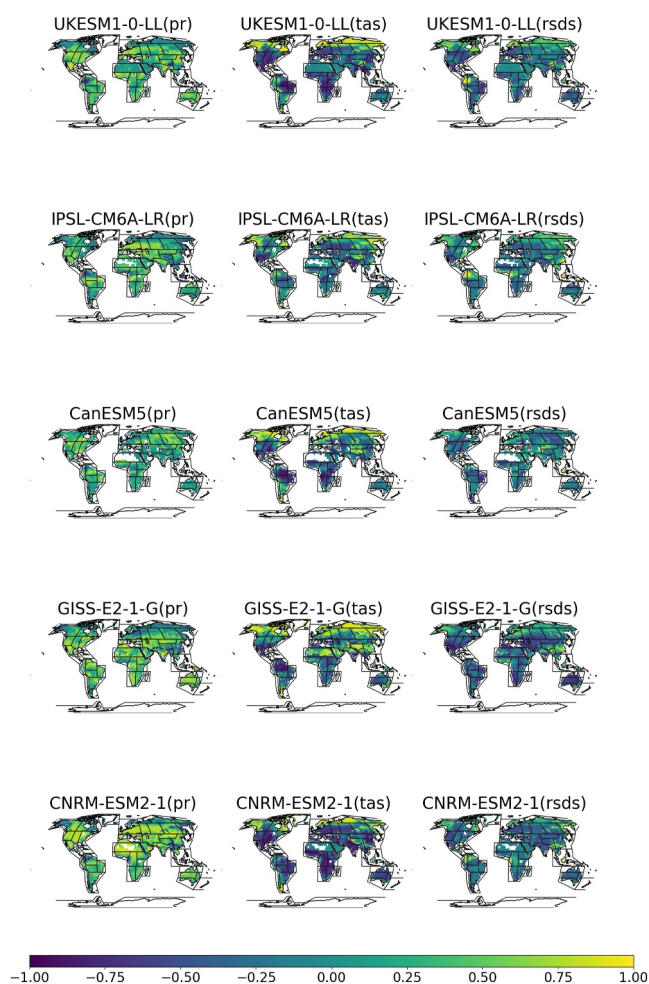 UKESM1-0-LL(pr) UKESM1-0-LL(tas) UKESM1-0-LL(rsds)
IPSL-CM6A-LR(pr) IPSL-CM6A-LR(tas) IPSL-CM6A-LR(rsds)
CanESM5(pr) CanESM5(tas) CanESM5(rsds)
GISS-E2-1-G(pr) GISS-E2-1-G(tas) GISS-E2-1-G(rsds)
CNRM-ESM2-1(pr) CNRM-ESM2-1(tas) CNRM-ESM2-1(rsds)
−1.00 −0.75 −0.50 −0.25 0.00 0.25 0.50 0.75 1.00